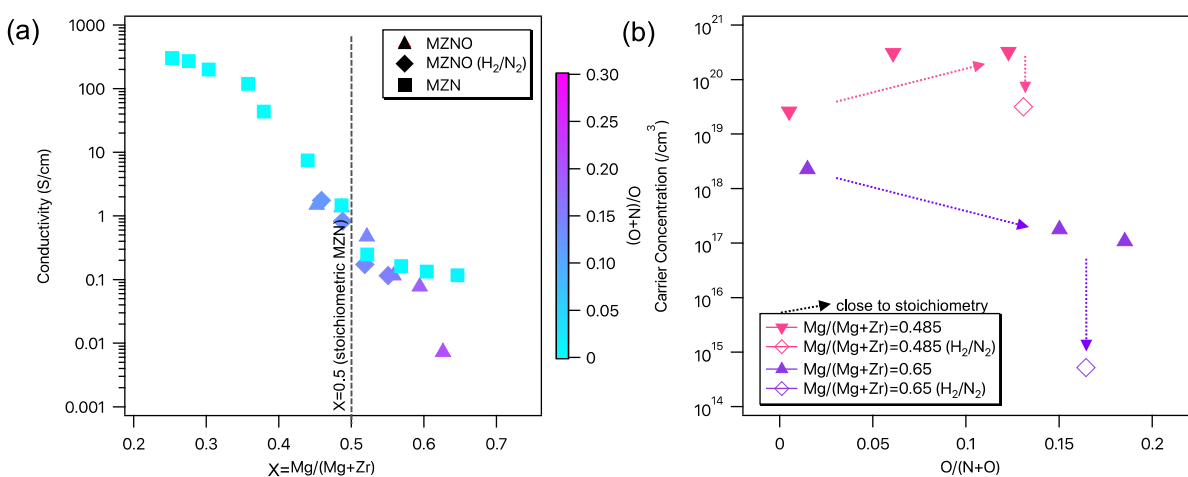 (a)
1000
100
10
1
0.1
0.01
0.001
Conductivity (S/cm)
0.2
0.3
0.4
0.5
0.6
0.7
X=Mg/(Mg+Zr)
X=0.5 (stoichiometric MZN)
MZNO
MZNO (H2/N2)
MZN
0.30
0.25
0.20
0.15
0.10
0.05
0
O/(N+O)
(b)
10^21
10^20
10^19
10^18
10^17
10^16
10^15
10^14
Carrier Concentration (/cm^3)
0
0.05
0.1
0.15
0.2
O/(N+O)
close to stoichiometry
Mg/(Mg+Zr)=0.485
Mg/(Mg+Zr)=0.485 (H2/N2)
Mg/(Mg+Zr)=0.65
Mg/(Mg+Zr)=0.65 (H2/N2)